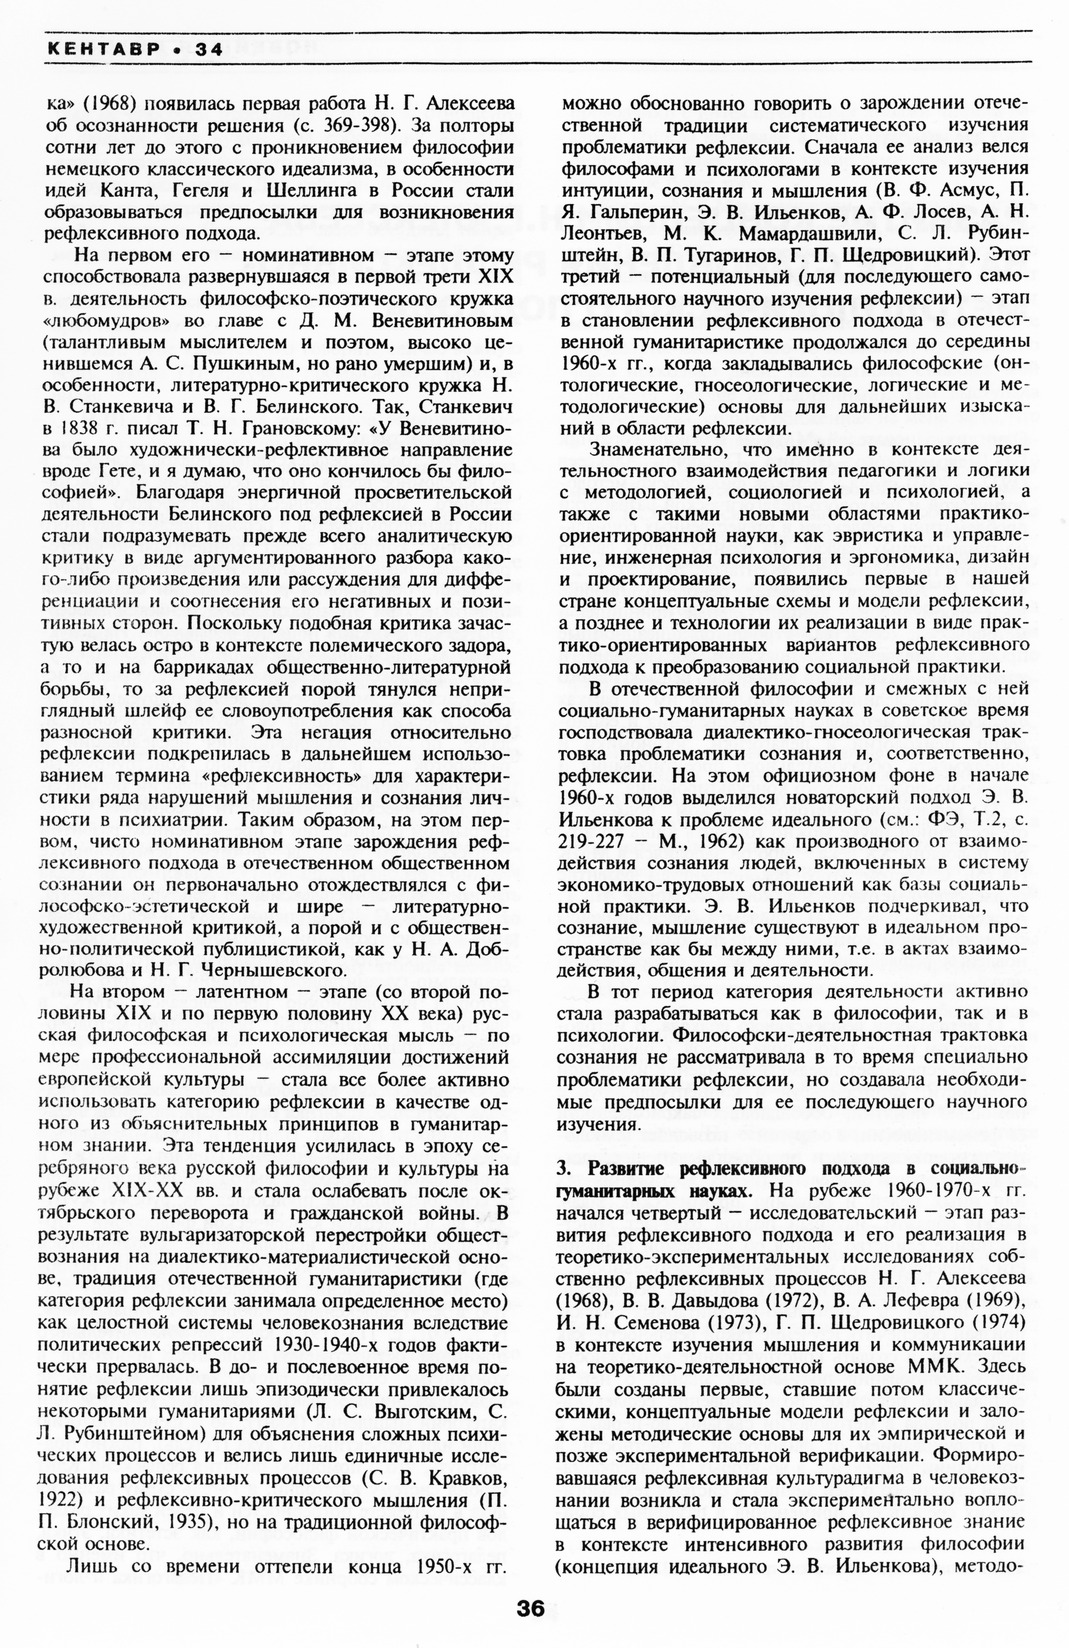 КЕНТАВР • 34
ка» (1968) появилась первая работа Н. Г. Алексеева
об осознанности решения (с. 369-398). За полторы
сотни лет до этого с проникновением философии
немецкого классического идеализма, в особенности
идей Канта, Гегеля и Шеллинга в России стали
образовываться предпосылки для возникновения
рефлексивного подхода.
На первом его — номинативном — этапе этому
способствовала развернувшаяся в первой трети XIX
в. деятельность философско-поэтического кружка
«любомудров» во главе с Д. М. Веневитиновым
(талантливым мыслителем и поэтом, высоко це-
нившемся А. С. Пушкиным, но рано умершим) и, в
особенности, литературно-критического кружка Н.
В. Станкевича и В. Г. Белинского. Так, Станкевич
в 1838 г. писал Т. Н. Грановскому: «У Веневитино-
ва было художнически-рефлективное направление
вроде Гете, и я думаю, что оно кончилось бы фило-
софией». Благодаря энергичной просветительской
деятельности Белинского под рефлексией в России
стали подразумевать прежде всего аналитическую
критику в виде аргументированного разбора како-
го-либо произведения или рассуждения для диффе-
ренциации и соотнесения его негативных и пози-
тивных сторон. Поскольку подобная критика зачас-
тую велась остро в контексте полемического задора,
а то и на баррикадах общественно-литературной
борьбы, то за рефлексией порой тянулся непри-
глядный шлейф ее словоупотребления как способа
разносной критики. Эта негация относительно
рефлексии подкрепилась в дальнейшем использо-
ванием термина «рефлексивность» для характери-
стики ряда нарушений мышления и сознания лич-
ности в психиатрии. Таким образом, на этом пер-
вом, чисто номинативном этапе зарождения реф-
лексивного подхода в отечественном общественном
сознании он первоначально отождествлялся с фи-
лософско-эстетической и шире — литературно-
художественной критикой, а порой и с обществен-
но-политической публицистикой, как у Н. А. Доб-
ролюбова и Н. Г. Чернышевского.
На втором — латентном — этапе (со второй по-
ловины XIX и по первую половину XX века) рус-
ская философская и психологическая мысль — по
мере профессиональной ассимиляции достижений
европейской культуры — стала все более активно
использовать категорию рефлексии в качестве од-
ного из объяснительных принципов в гуманитар-
ном знании. Эта тенденция усилилась в эпоху се-
ребряного века русской философии и культуры на
рубеже XIX-XX вв. и стала ослабевать после ок-
тябрьского переворота и гражданской войны. В
результате вульгаризаторской перестройки общест-
вознания на диалектико-материалистической осно-
ве, традиция отечественной гуманитаристики (где
категория рефлексии занимала определенное место)
как целостной системы человекознания вследствие
политических репрессий 1930-1940-х годов факти-
чески прервалась. В до- и послевоенное время по-
нятие рефлексии лишь эпизодически привлекалось
некоторыми гуманитариями (Л. С. Выготским, С.
Л. Рубинштейном) для объяснения сложных психи-
ческих процессов и велись лишь единичные иссле-
дования рефлексивных процессов (С. В. Кравков,
1922) и рефлексивно-критического мышления (П.
П. Блонский, 1935), но на традиционной философ-
ской основе.
Лишь со времени оттепели конца 1950-х гг.
можно обоснованно говорить о зарождении отече-
ственной традиции систематического изучения
проблематики рефлексии. Сначала ее анализ велся
философами и психологами в контексте изучения
интуиции, сознания и мышления (В. Ф. Асмус, П.
Я. Гальперин, Э. В. Ильенков, А. Ф. Лосев, А. Н.
Леонтьев, М. К. Мамардашвили, С. Л. Рубин-
штейн, В. П. Тугаринов, Г. П. Щедровицкий). Этот
третий — потенциальный (для последующего само-
стоятельного научного изучения рефлексии) — этап
в становлении рефлексивного подхода в отечест-
венной гуманитаристике продолжался до середины
1960-х гг., когда закладывались философские (он-
тологические, гносеологические, логические и ме-
тодологические) основы для дальнейших изыска-
ний в области рефлексии.
Знаменательно, что именно в контексте дея-
тельностного взаимодействия педагогики и логики
с методологией, социологией и психологией, а
также с такими новыми областями практико-
ориентированной науки, как эвристика и управле-
ние, инженерная психология и эргономика, дизайн
и проектирование, появились первые в нашей
стране концептуальные схемы и модели рефлексии,
а позднее и технологии их реализации в виде прак-
тико-ориентированных вариантов рефлексивного
подхода к преобразованию социальной практики.
В отечественной философии и смежных с ней
социально-гуманитарных науках в советское время
господствовала диалектико-гносеологическая трак-
товка проблематики сознания и, соответственно,
рефлексии. На этом официозном фоне в начале
1960-х годов выделился новаторский подход Э. В.
Ильенкова к проблеме идеального (см.: ФЭ, Т.2, с.
219-227 — М., 1962) как производного от взаимо-
действия сознания людей, включенных в систему
экономико-трудовых отношений как базы социаль-
ной практики. Э. В. Ильенков подчеркивал, что
сознание, мышление существуют в идеальном про-
странстве как бы между ними, т.е. в актах взаимо-
действия, общения и деятельности.
В тот период категория деятельности активно
стала разрабатываться как в философии, так и в
психологии. Философски-деятельностная трактовка
сознания не рассматривала в то время специально
проблематики рефлексии, но создавала необходи-
мые предпосылки для ее последующего научного
изучения.
3. Развитие рефлексивного подхода в социально-
гуманитарных науках. На рубеже 1960-1970-х гг.
начался четвертый — исследовательский — этап раз-
вития рефлексивного подхода и его реализация в
теоретико-экспериментальных исследованиях соб-
ственно рефлексивных процессов Н. Г. Алексеева
(1968), В. В. Давыдова (1972), В. А. Лефевра (1969),
И. Н. Семенова (1973), Г. П. Щедровицкого (1974)
в контексте изучения мышления и коммуникации
на теоретико-деятельностной основе ММК. Здесь
были созданы первые, ставшие потом классиче-
скими, концептуальные модели рефлексии и зало-
жены методические основы для их эмпирической и
позже экспериментальной верификации. Формиро-
вавшаяся рефлексивная культурадигма в человекоз-
нании возникла и стала экспериментально вопло-
щаться в верифицированное рефлексивное знание
в контексте интенсивного развития философии
(концепция идеального Э. В. Ильенкова), методо-
36